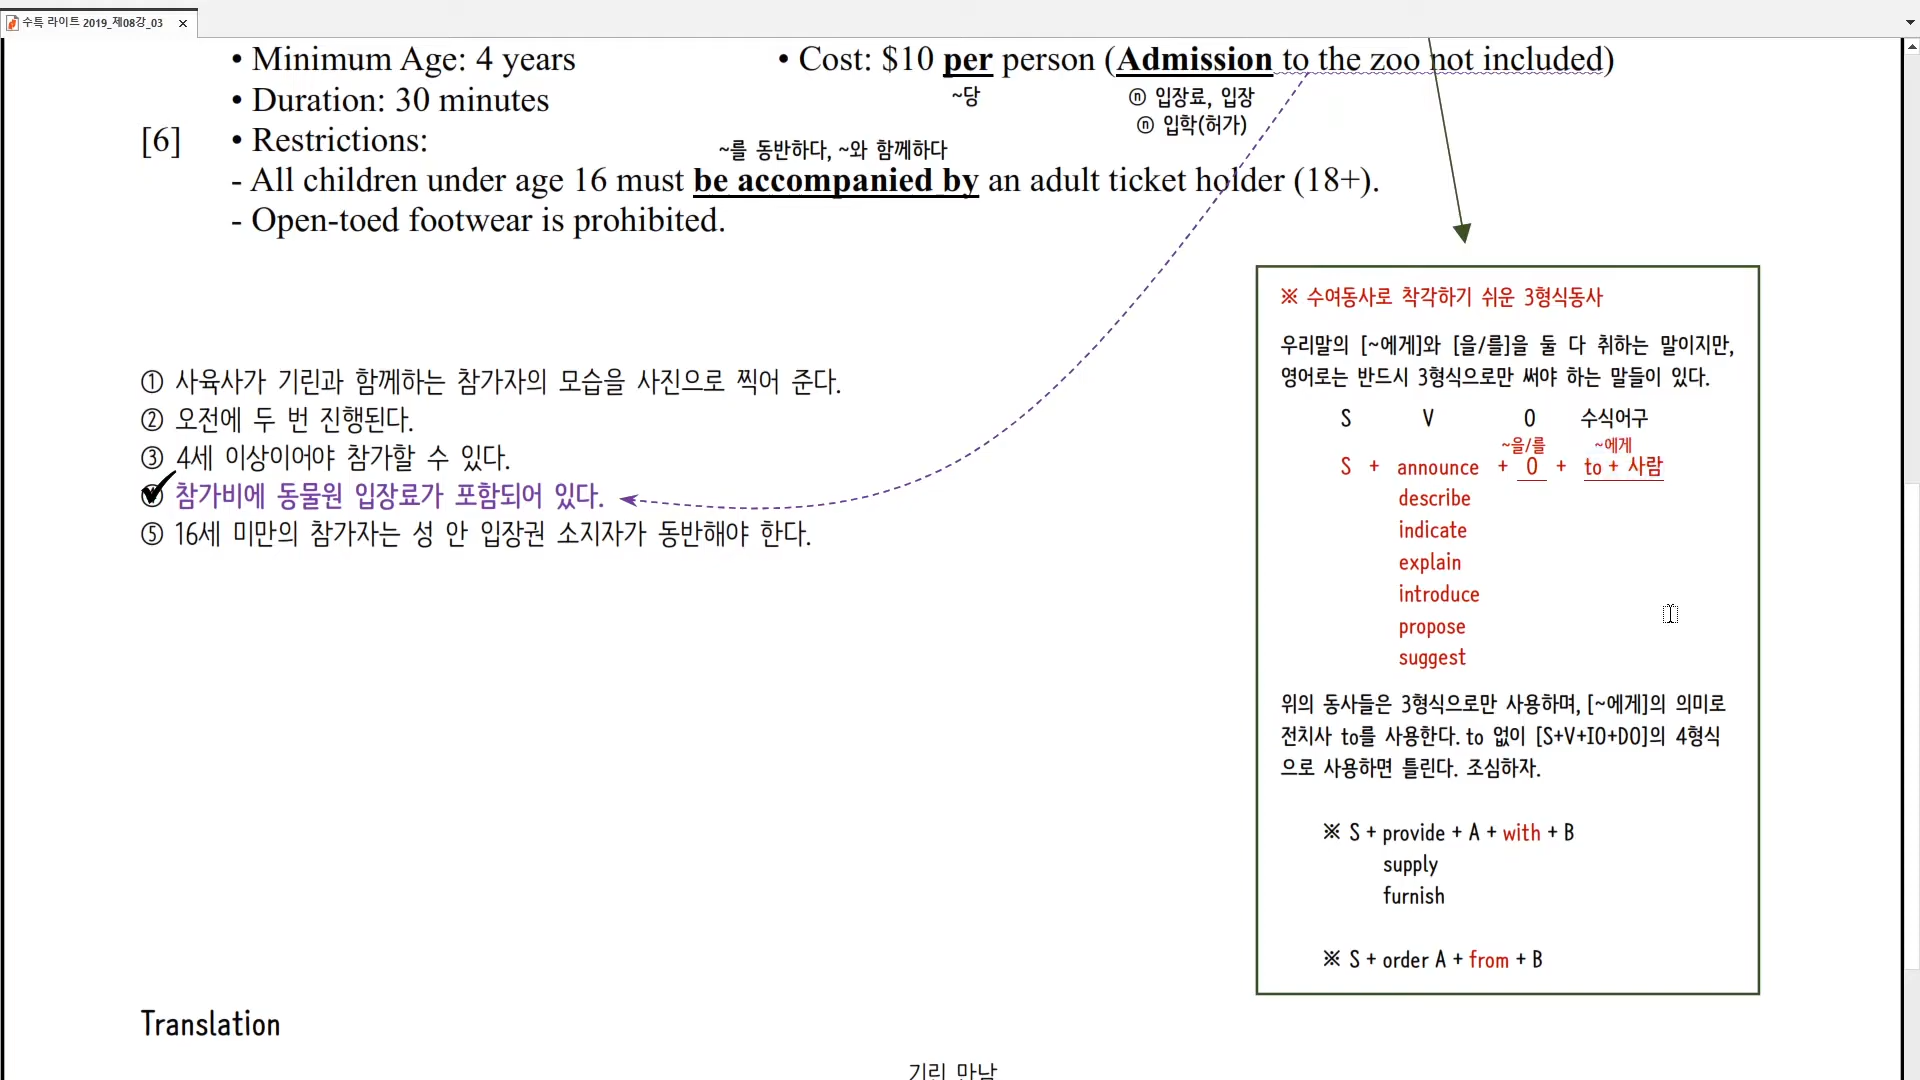 수특 라이트 2019_제08강_03
• Minimum Age: 4 years
• Cost: $10 per person (Admission to the zoo not included)
~당
ⓝ 입장료, 입장
ⓝ 입학(허가)
• Duration: 30 minutes
[6] • Restrictions:
~를 동반하다, ~와 함께하다
- All children under age 16 must be accompanied by an adult ticket holder (18+).
- Open-toed footwear is prohibited.
① 사육사가 기린과 함께하는 참가자의 모습을 사진으로 찍어 준다.
② 오전에 두 번 진행된다.
③ 4세 이상이어야 참가할 수 있다.
④ 참가비에 동물원 입장료가 포함되어 있다.
⑤ 16세 미만의 참가자는 성 안 입장권 소지자가 동반해야 한다.
※ 수여동사로 착각하기 쉬운 3형식동사
우리말의 [~에게]와 [을/를]을 둘 다 취하는 말이지만,
영어로는 반드시 3형식으로만 써야 하는 말들이 있다.
S V O 수식어구
~을/를 ~에게
S + announce + O + to + 사람
describe
indicate
explain
introduce
propose
suggest
위의 동사들은 3형식으로만 사용하며, [~에게]의 의미로
전치사 to를 사용한다. to 없이 [S+V+IO+DO]의 4형식
으로 사용하면 틀린다. 조심하자.
※ S + provide + A + with + B
supply
furnish
※ S + order A + from + B
Translation
기린 만남